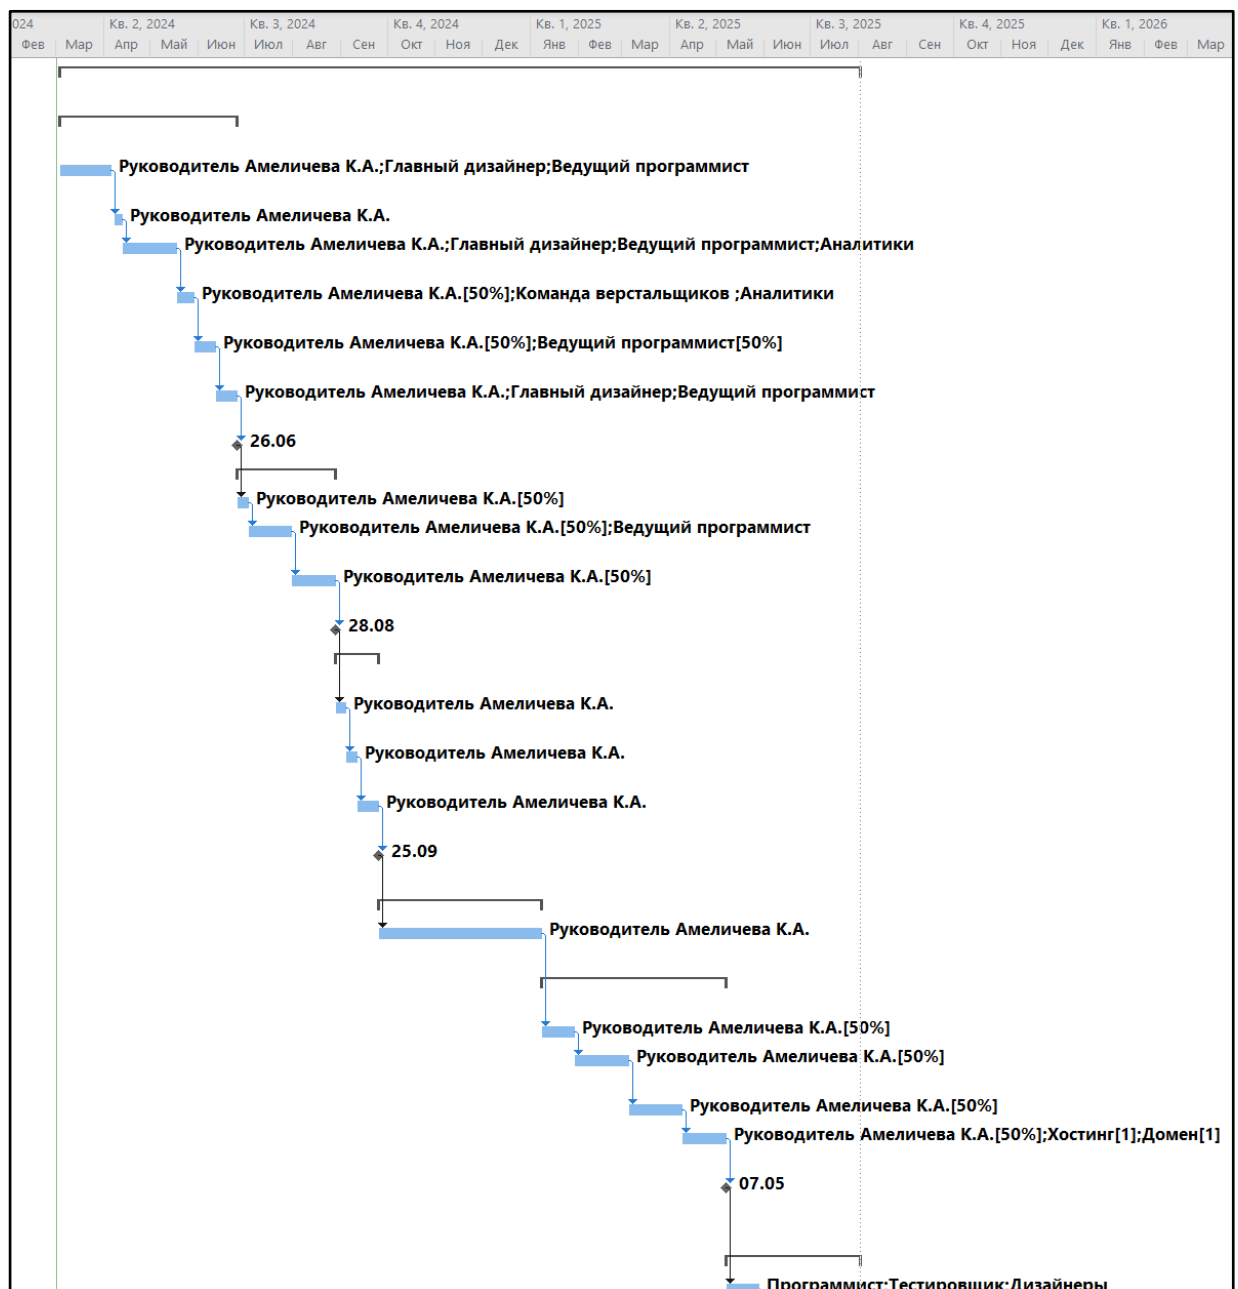 024 Кв. 2, 2024 Кв. 3, 2024 Кв. 4, 2024 Кв. 1, 2025 Кв. 2, 2025 Кв. 3, 2025 Кв. 4, 2025 Кв. 1, 2026
Фев Мар Апр Май Июн Июл Авг Сен Окт Ноя Дек Янв Фев Мар Апр Май Июн Июл Авг Сен Окт Ноя Дек Янв Фев Мар
Руководитель Амеличева К.А.;Главный дизайнер;Ведущий программист
Руководитель Амеличева К.А.
Руководитель Амеличева К.А.;Главный дизайнер;Ведущий программист;Аналитики
Руководитель Амеличева К.А.[50%];Команда верстальщиков ;Аналитики
Руководитель Амеличева К.А.[50%];Ведущий программист[50%]
Руководитель Амеличева К.А.;Главный дизайнер;Ведущий программист
26.06
Руководитель Амеличева К.А.[50%]
Руководитель Амеличева К.А.[50%];Ведущий программист
Руководитель Амеличева К.А.[50%]
28.08
Руководитель Амеличева К.А.
Руководитель Амеличева К.А.
Руководитель Амеличева К.А.
25.09
Руководитель Амеличева К.А.
Руководитель Амеличева К.А.[50%]
Руководитель Амеличева К.А.[50%]
Руководитель Амеличева К.А.[50%]
Руководитель Амеличева К.А.[50%];Хостинг[1];Домен[1]
07.05
Программист;Тестировщик;Дизайнеры